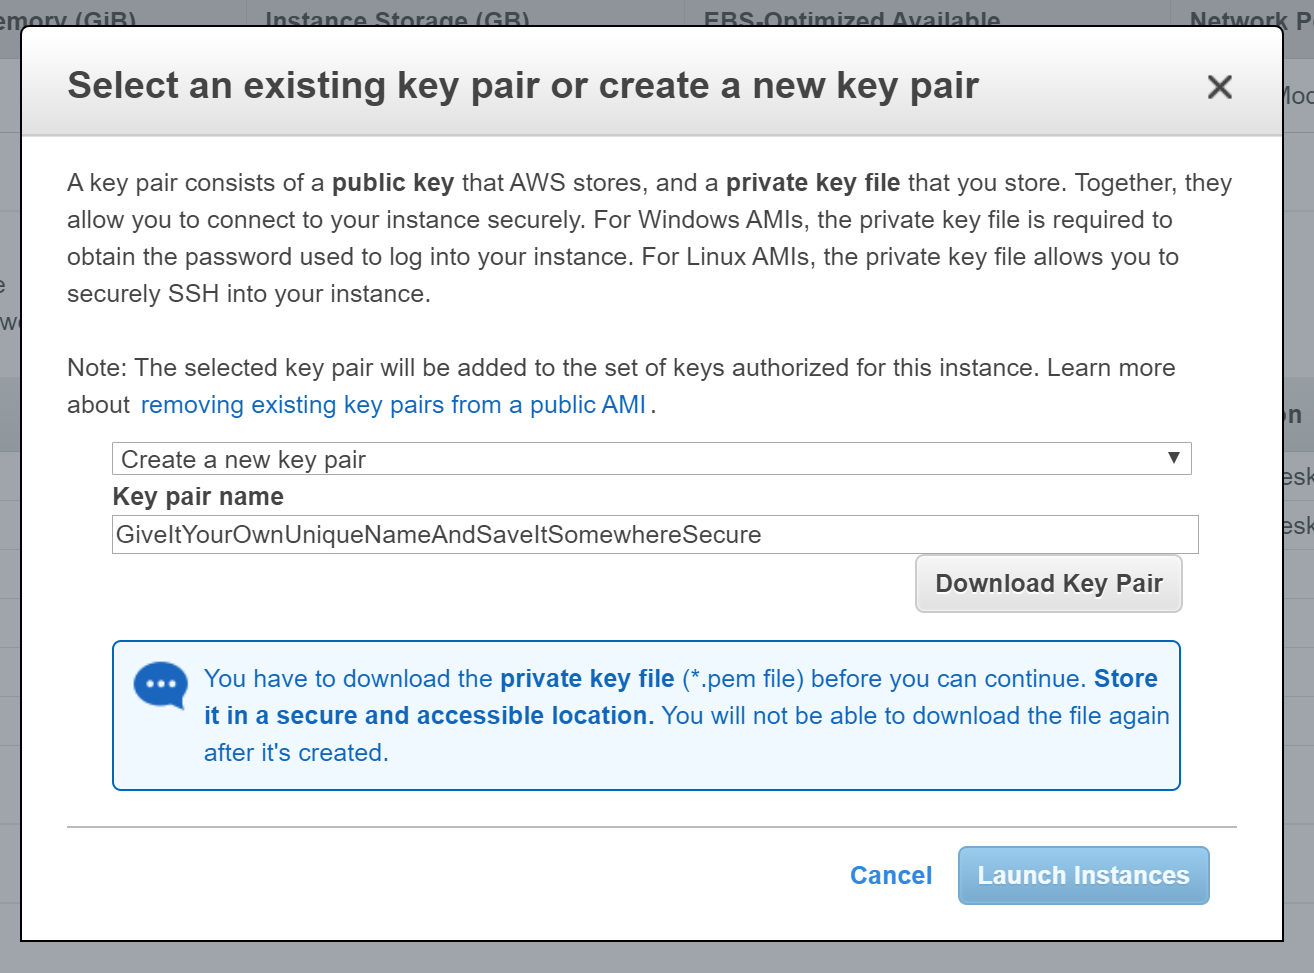 Instance Storage (GB)
EBS-Optimized Available
Network
Select an existing key pair or create a new key pair
A key pair consists of a public key that AWS stores, and a private key file that you store. Together, they
allow you to connect to your instance securely. For Windows AMIs, the private key file is required to
obtain the password used to log into your instance. For Linux AMIs, the private key file allows you to
securely SSH into your instance.
Note: The selected key pair will be added to the set of keys authorized for this instance. Learn more
about removing existing key pairs from a public AMI .
Create a new key pair
Key pair name
GiveItYourOwnUniqueNameAndSaveItSomewhereSecure
Download Key Pair
You have to download the private key file (*.pem file) before you can continue. Store
it in a secure and accessible location. You will not be able to download the file again
after it's created.
Cancel
Launch Instances